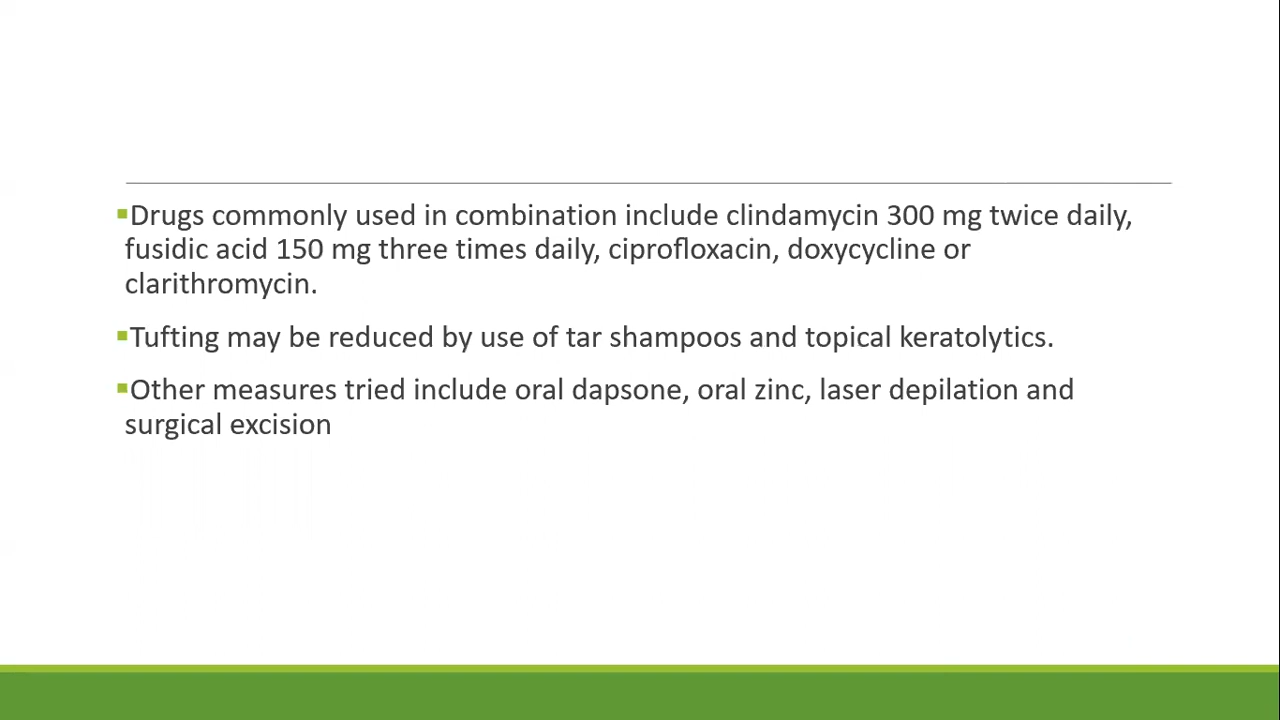 ▪Drugs commonly used in combination include clindamycin 300 mg twice daily,
fusidic acid 150 mg three times daily, ciprofloxacin, doxycycline or
clarithromycin.
▪Tufting may be reduced by use of tar shampoos and topical keratolytics.
▪Other measures tried include oral dapsone, oral zinc, laser depilation and
surgical excision